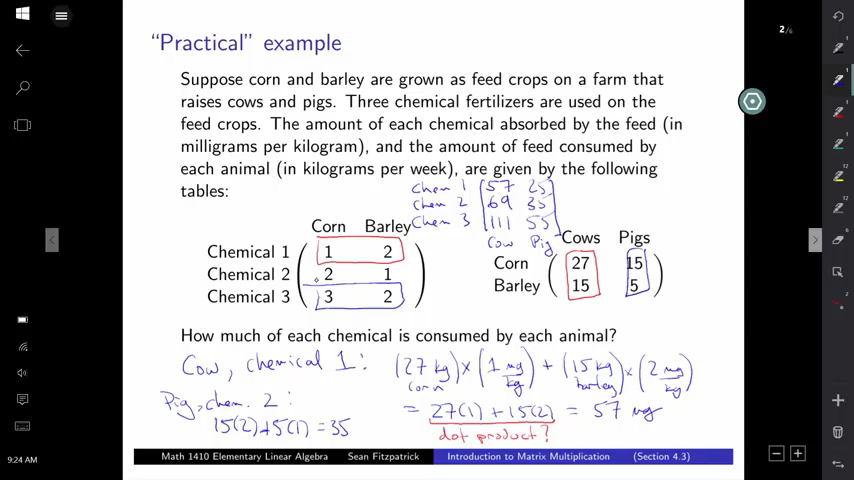 "Practical" example
2/6
Suppose corn and barley are grown as feed crops on a farm that
raises cows and pigs. Three chemical fertilizers are used on the
feed crops. The amount of each chemical absorbed by the feed (in
milligrams per kilogram), and the amount of feed consumed by
each animal (in kilograms per week), are given by the following
tables:
Chem 1 57 25
Chem 2 69 35
Chem 3 111 55
Cow Pig
Corn Barley
Chemical 1 1 2
Chemical 2 2 1
Chemical 3 3 2
Cows Pigs
Corn 27 15
Barley 15 5
How much of each chemical is consumed by each animal?
Cow, chemical 1: (27 kg) × (1 mg/kg) + (15 kg) × (2 mg/kg)
corn barley
= 27(1) + 15(2) = 57 mg
dot product?
Pig, chem. 2:
15(2)+5(1) = 35
Math 1410 Elementary Linear Algebra Sean Fitzpatrick Introduction to Matrix Multiplication (Section 4.3)
9:24 AM